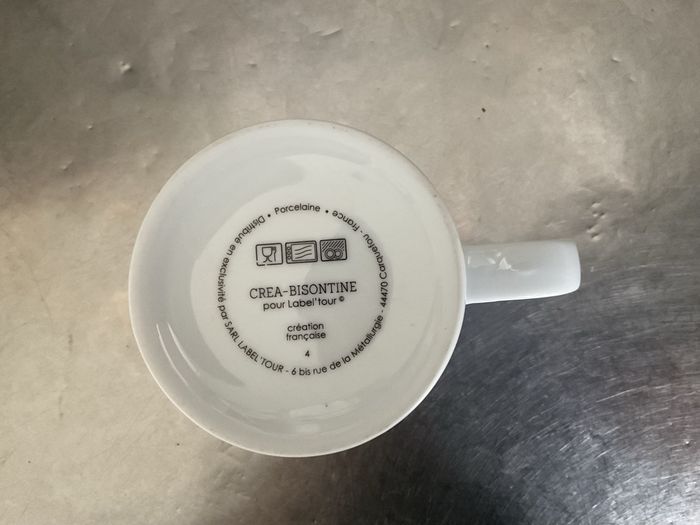 • Porcelaine •
Distribué en exclusivité par SARL LABEL'TOUR - 6 bis rue de la Métallurgie - 44470 Carquefou - France
CREA-BISONTINE
pour Label'tour ©
création
française
4